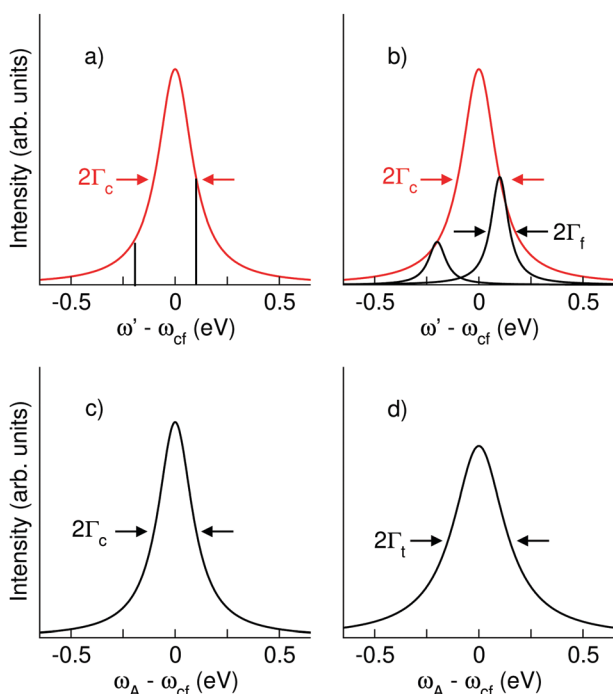 a)
Intensity (arb. units)
2Γc
-0.5 0 0.5
ω' - ωcf (eV)
b)
2Γc
2Γf
-0.5 0 0.5
ω' - ωcf (eV)
c)
Intensity (arb. units)
2Γc
-0.5 0 0.5
ωA - ωcf (eV)
d)
2Γt
-0.5 0 0.5
ωA - ωcf (eV)